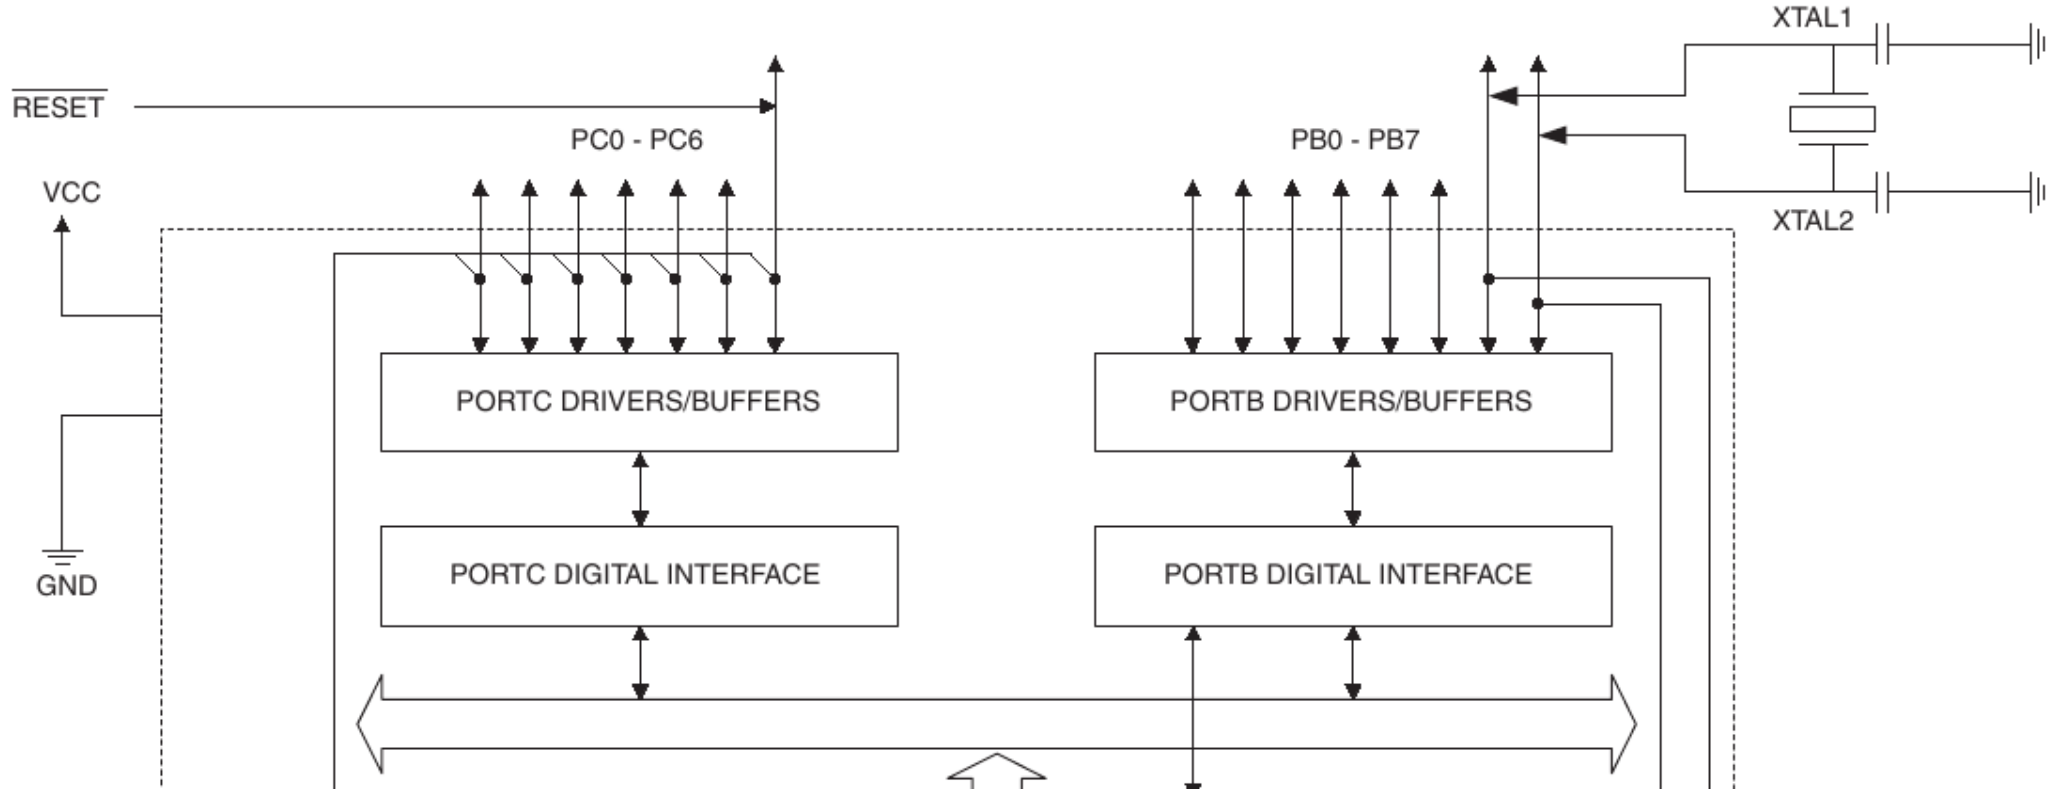 XTAL1
RESET
PC0 - PC6
PB0 - PB7
VCC
XTAL2
PORTC DRIVERS/BUFFERS
PORTB DRIVERS/BUFFERS
PORTC DIGITAL INTERFACE
PORTB DIGITAL INTERFACE
GND